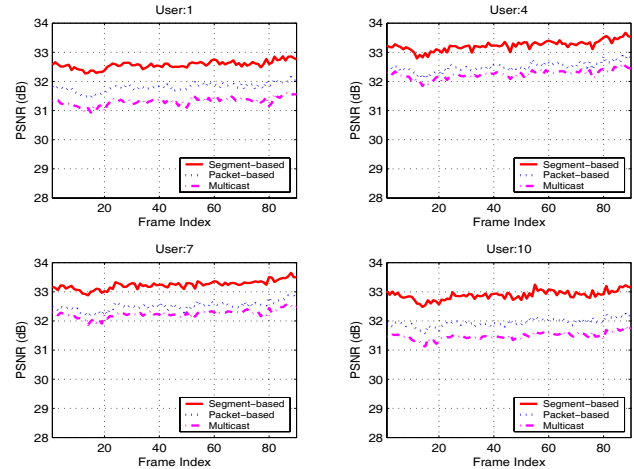 User:1
34
33
32
31
30
29
28
PSNR (dB)
20
40
60
80
Frame Index
Segment-based
Packet-based
Multicast
User:4
34
33
32
31
30
29
28
PSNR (dB)
20
40
60
80
Frame Index
Segment-based
Packet-based
Multicast
User:7
34
33
32
31
30
29
28
PSNR (dB)
20
40
60
80
Frame Index
Segment-based
Packet-based
Multicast
User:10
34
33
32
31
30
29
28
PSNR (dB)
20
40
60
80
Frame Index
Segment-based
Packet-based
Multicast